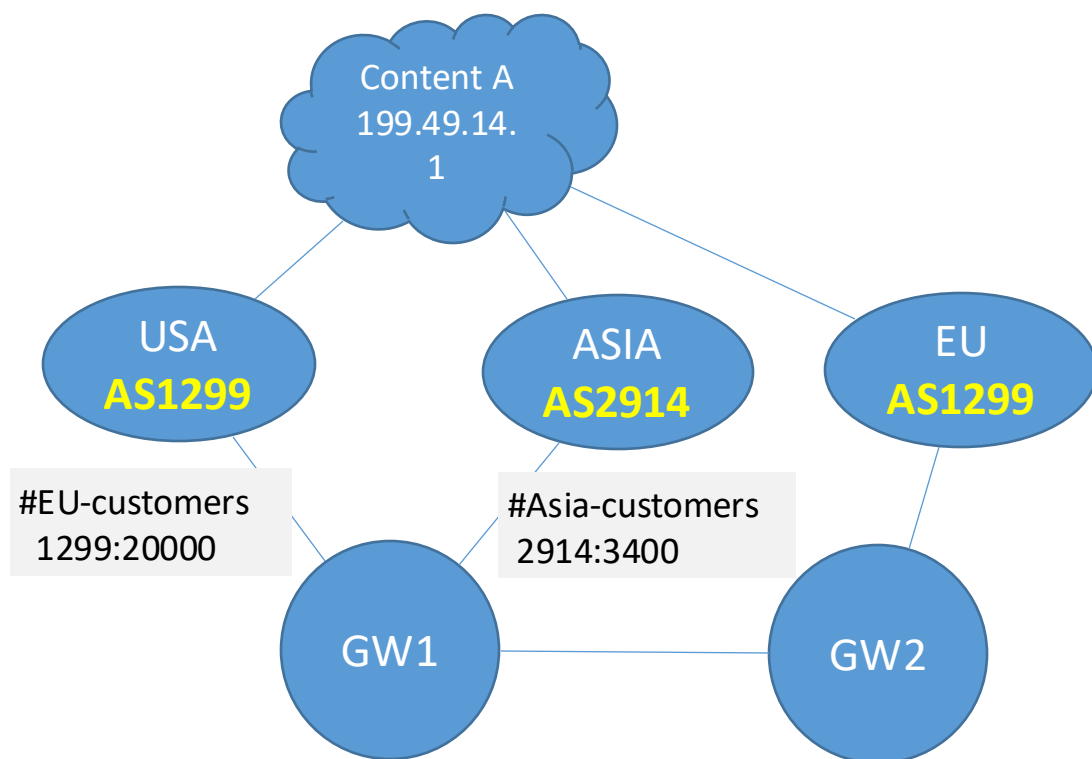 Content A
199.49.14.
1
USA
AS1299
ASIA
AS2914
EU
AS1299
#EU-customers
1299:20000
#Asia-customers
2914:3400
GW1
GW2